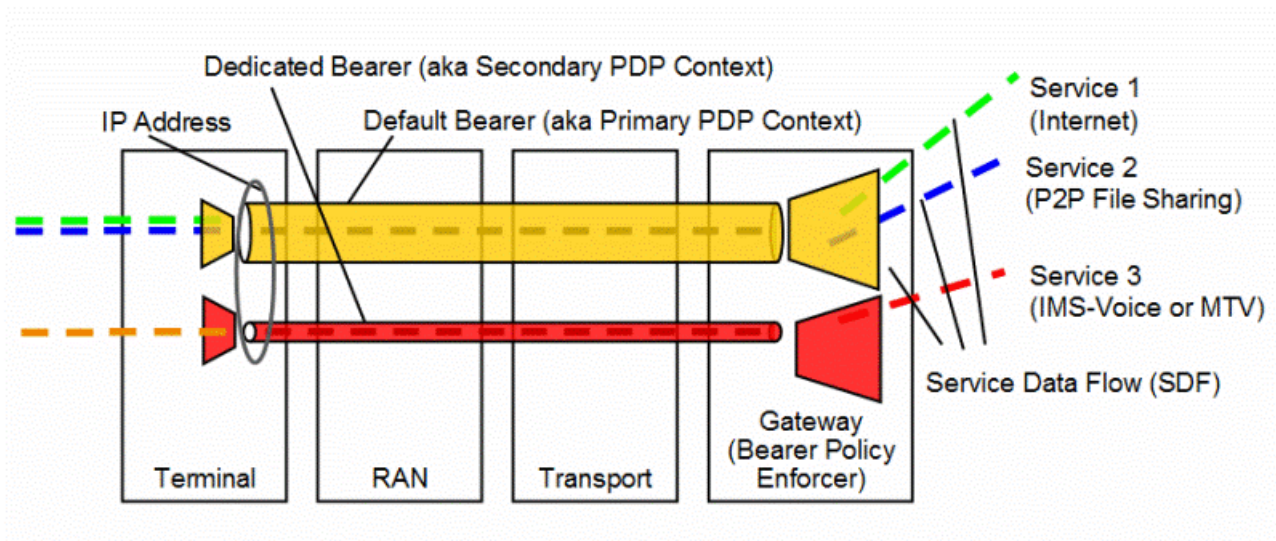 Dedicated Bearer (aka Secondary PDP Context)
IP Address
Default Bearer (aka Primary PDP Context)
Service 1
(Internet)
Service 2
(P2P File Sharing)
Service 3
(IMS-Voice or MTV)
Service Data Flow (SDF)
Terminal
RAN
Transport
Gateway
(Bearer Policy
Enforcer)